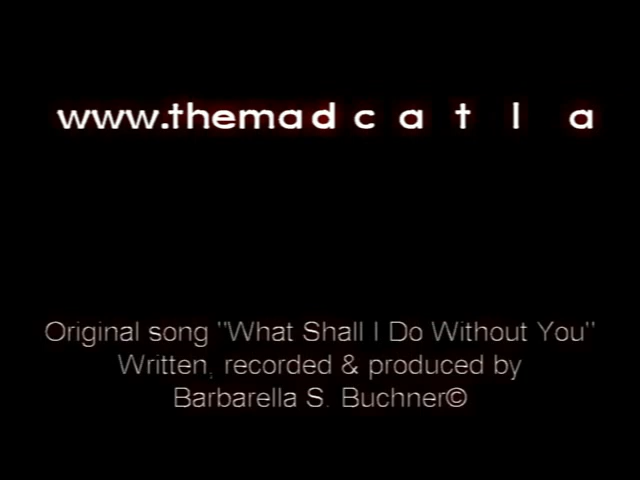 www.themadcatla
Original song "What Shall I Do Without You"
Written, recorded & produced by
Barbarella S. Buchner©